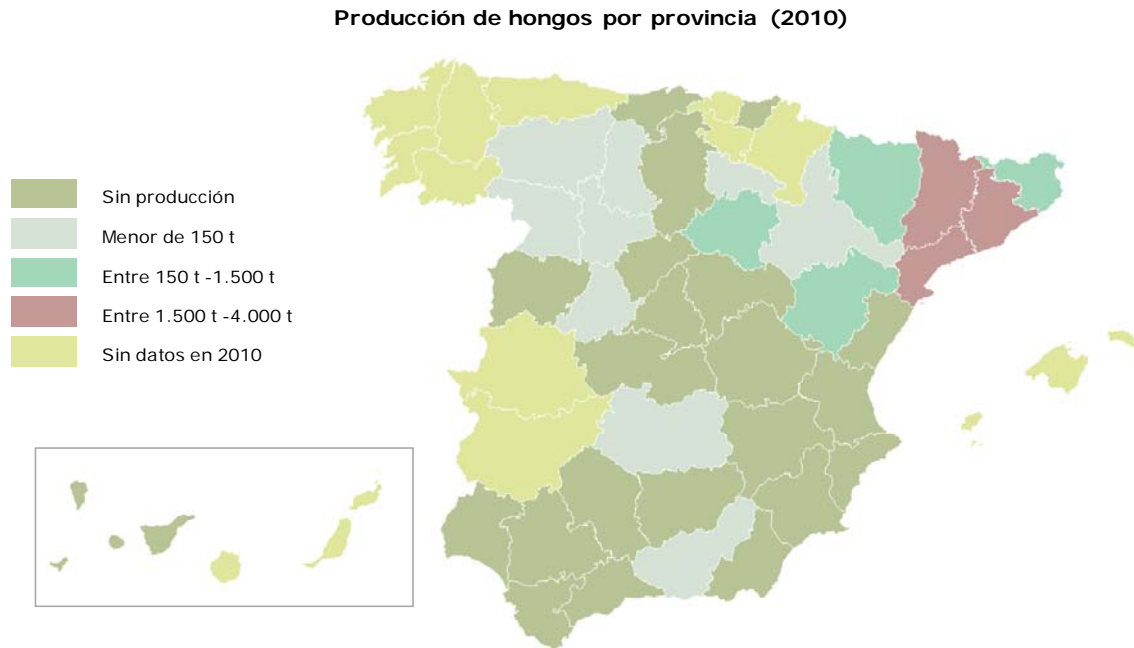 Producción de hongos por provincia (2010)
Sin producción
Menor de 150 t
Entre 150 t -1.500 t
Entre 1.500 t -4.000 t
Sin datos en 2010